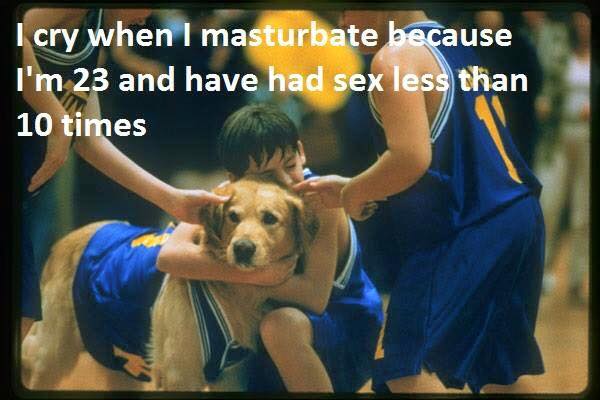 I cry when I masturbate because
I'm 23 and have had sex less than
10 times